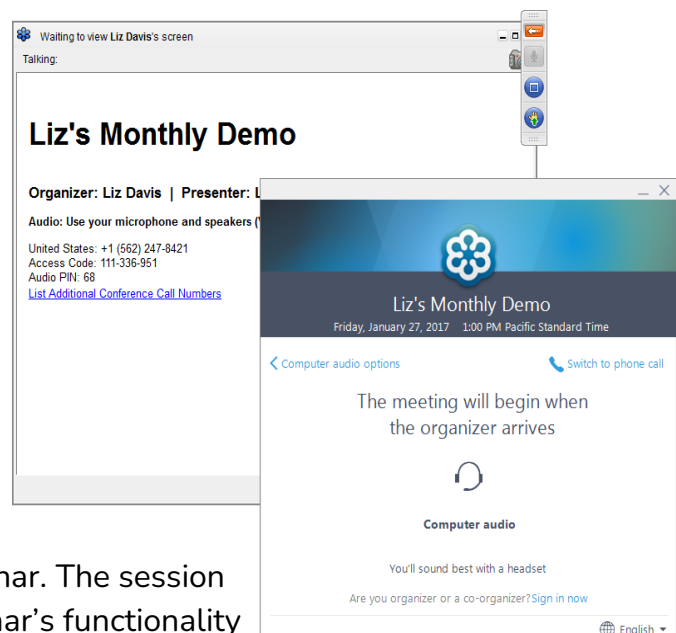 Waiting to view Liz Davis's screen
Talking:
Liz's Monthly Demo
Organizer: Liz Davis | Presenter:
Audio: Use your microphone and speakers
United States: +1 (562) 247-8421
Access Code: 111-336-951
Audio PIN: 68
List Additional Conference Call Numbers
Liz's Monthly Demo
Friday, January 27, 2017 1:00 PM Pacific Standard Time
Computer audio options
Switch to phone call
The meeting will begin when
the organizer arrives
Computer audio
You'll sound best with a headset
Are you organizer or a co-organizer? Sign in now
English
nar. The session
nar's functionality